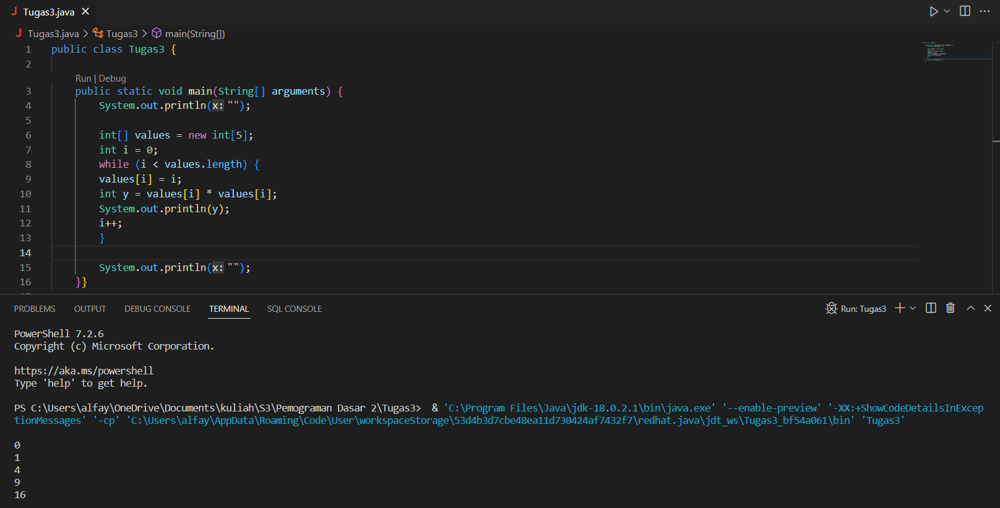 Tugas3.java
Tugas3.java > Tugas3 > main(String[])
1 public class Tugas3 {
2
Run | Debug
3 public static void main(String[] arguments) {
4 System.out.println(x: "");
5
6 int[] values = new int[5];
7 int i = 0;
8 while (i < values.length) {
9 values[i] = i;
10 int y = values[i] * values[i];
11 System.out.println(y);
12 i++;
13 }
14
15 System.out.println(x: "");
16 }}
PROBLEMS OUTPUT DEBUG CONSOLE TERMINAL SQL CONSOLE Run: Tugas3
PowerShell 7.2.6
Copyright (c) Microsoft Corporation.
https://aka.ms/powershell
Type 'help' to get help.
PS C:\Users\alfay\OneDrive\Documents\kuliah\S3\Pemograman Dasar 2\Tugas3> & 'C:\Program Files\Java\jdk-18.0.2.1\bin\java.exe' '--enable-preview' '-XX:+ShowCodeDetailsInExcep
tionMessages' '-cp' 'C:\Users\alfay\AppData\Roaming\Code\User\workspaceStorage\53d4b3d7cbe48ea11d730424af7432f7\redhat.java\jdt_ws\Tugas3_bf54a061\bin' 'Tugas3'
0
1
4
9
16